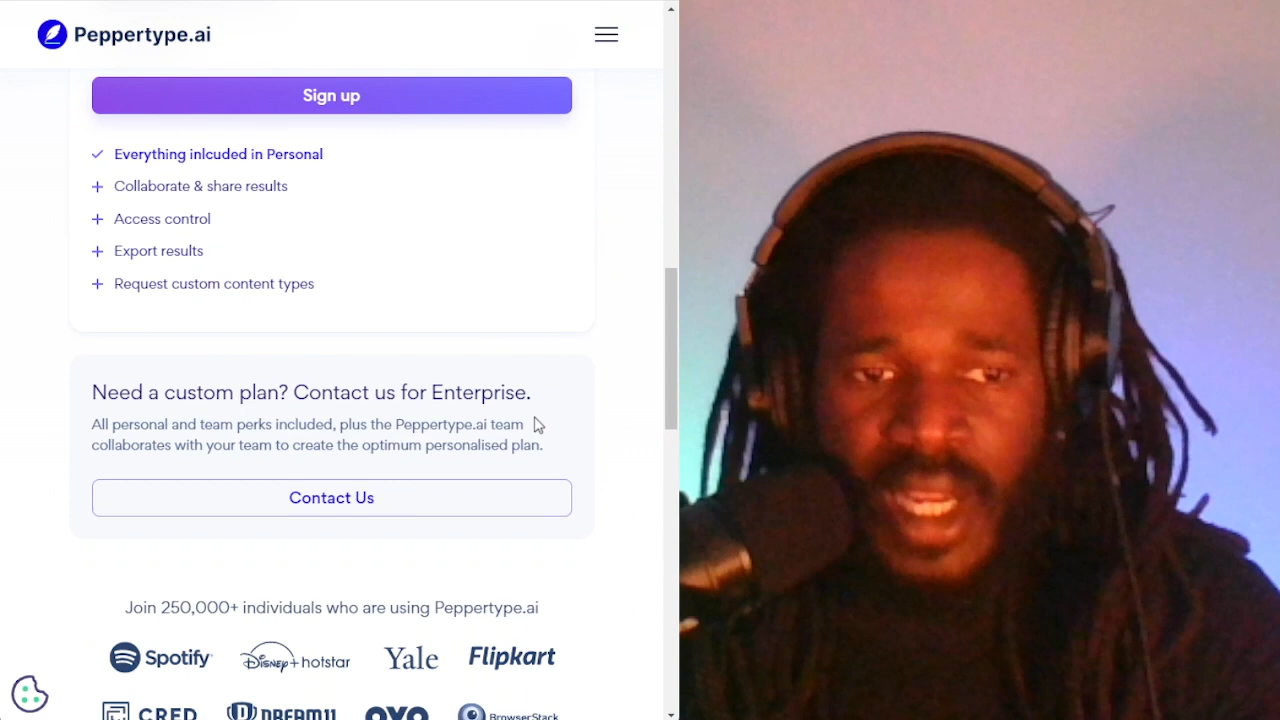 Peppertype.ai
Sign up
Everything inlcuded in Personal
Collaborate & share results
Access control
Export results
Request custom content types
Need a custom plan? Contact us for Enterprise.
All personal and team perks included, plus the Peppertype.ai team
collaborates with your team to create the optimum personalised plan.
Contact Us
Join 250,000+ individuals who are using Peppertype.ai
Spotify Disney+ hotstar Yale Flipkart
CRED DREAM11 OYO BrowserStack